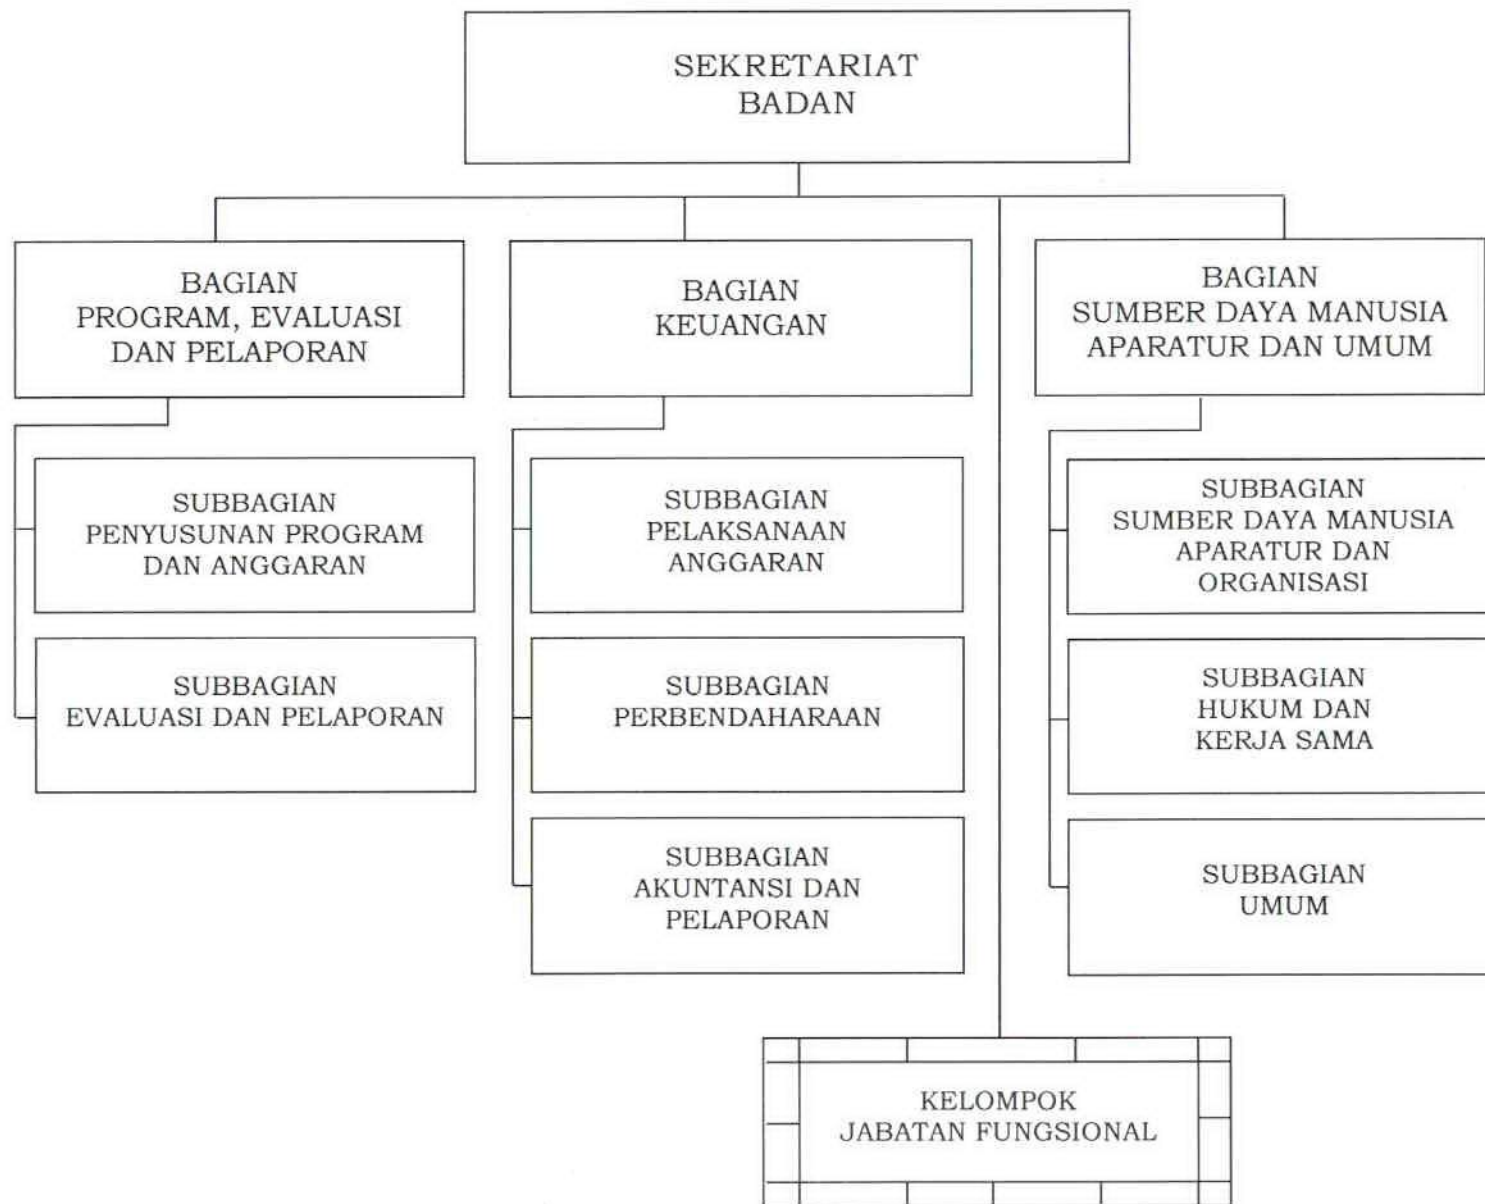 SEKRETARIAT
BADAN
BAGIAN
PROGRAM, EVALUASI
DAN PELAPORAN
BAGIAN
KEUANGAN
BAGIAN
SUMBER DAYA MANUSIA
APARATUR DAN UMUM
SUBBAGIAN
PENYUSUNAN PROGRAM
DAN ANGGARAN
SUBBAGIAN
EVALUASI DAN PELAPORAN
SUBBAGIAN
PELAKSANAAN
ANGGARAN
SUBBAGIAN
PERBENDAHARAAN
SUBBAGIAN
AKUNTANSI DAN
PELAPORAN
SUBBAGIAN
SUMBER DAYA MANUSIA
APARATUR DAN
ORGANISASI
SUBBAGIAN
HUKUM DAN
KERJA SAMA
SUBBAGIAN
UMUM
KELOMPOK
JABATAN FUNGSIONAL